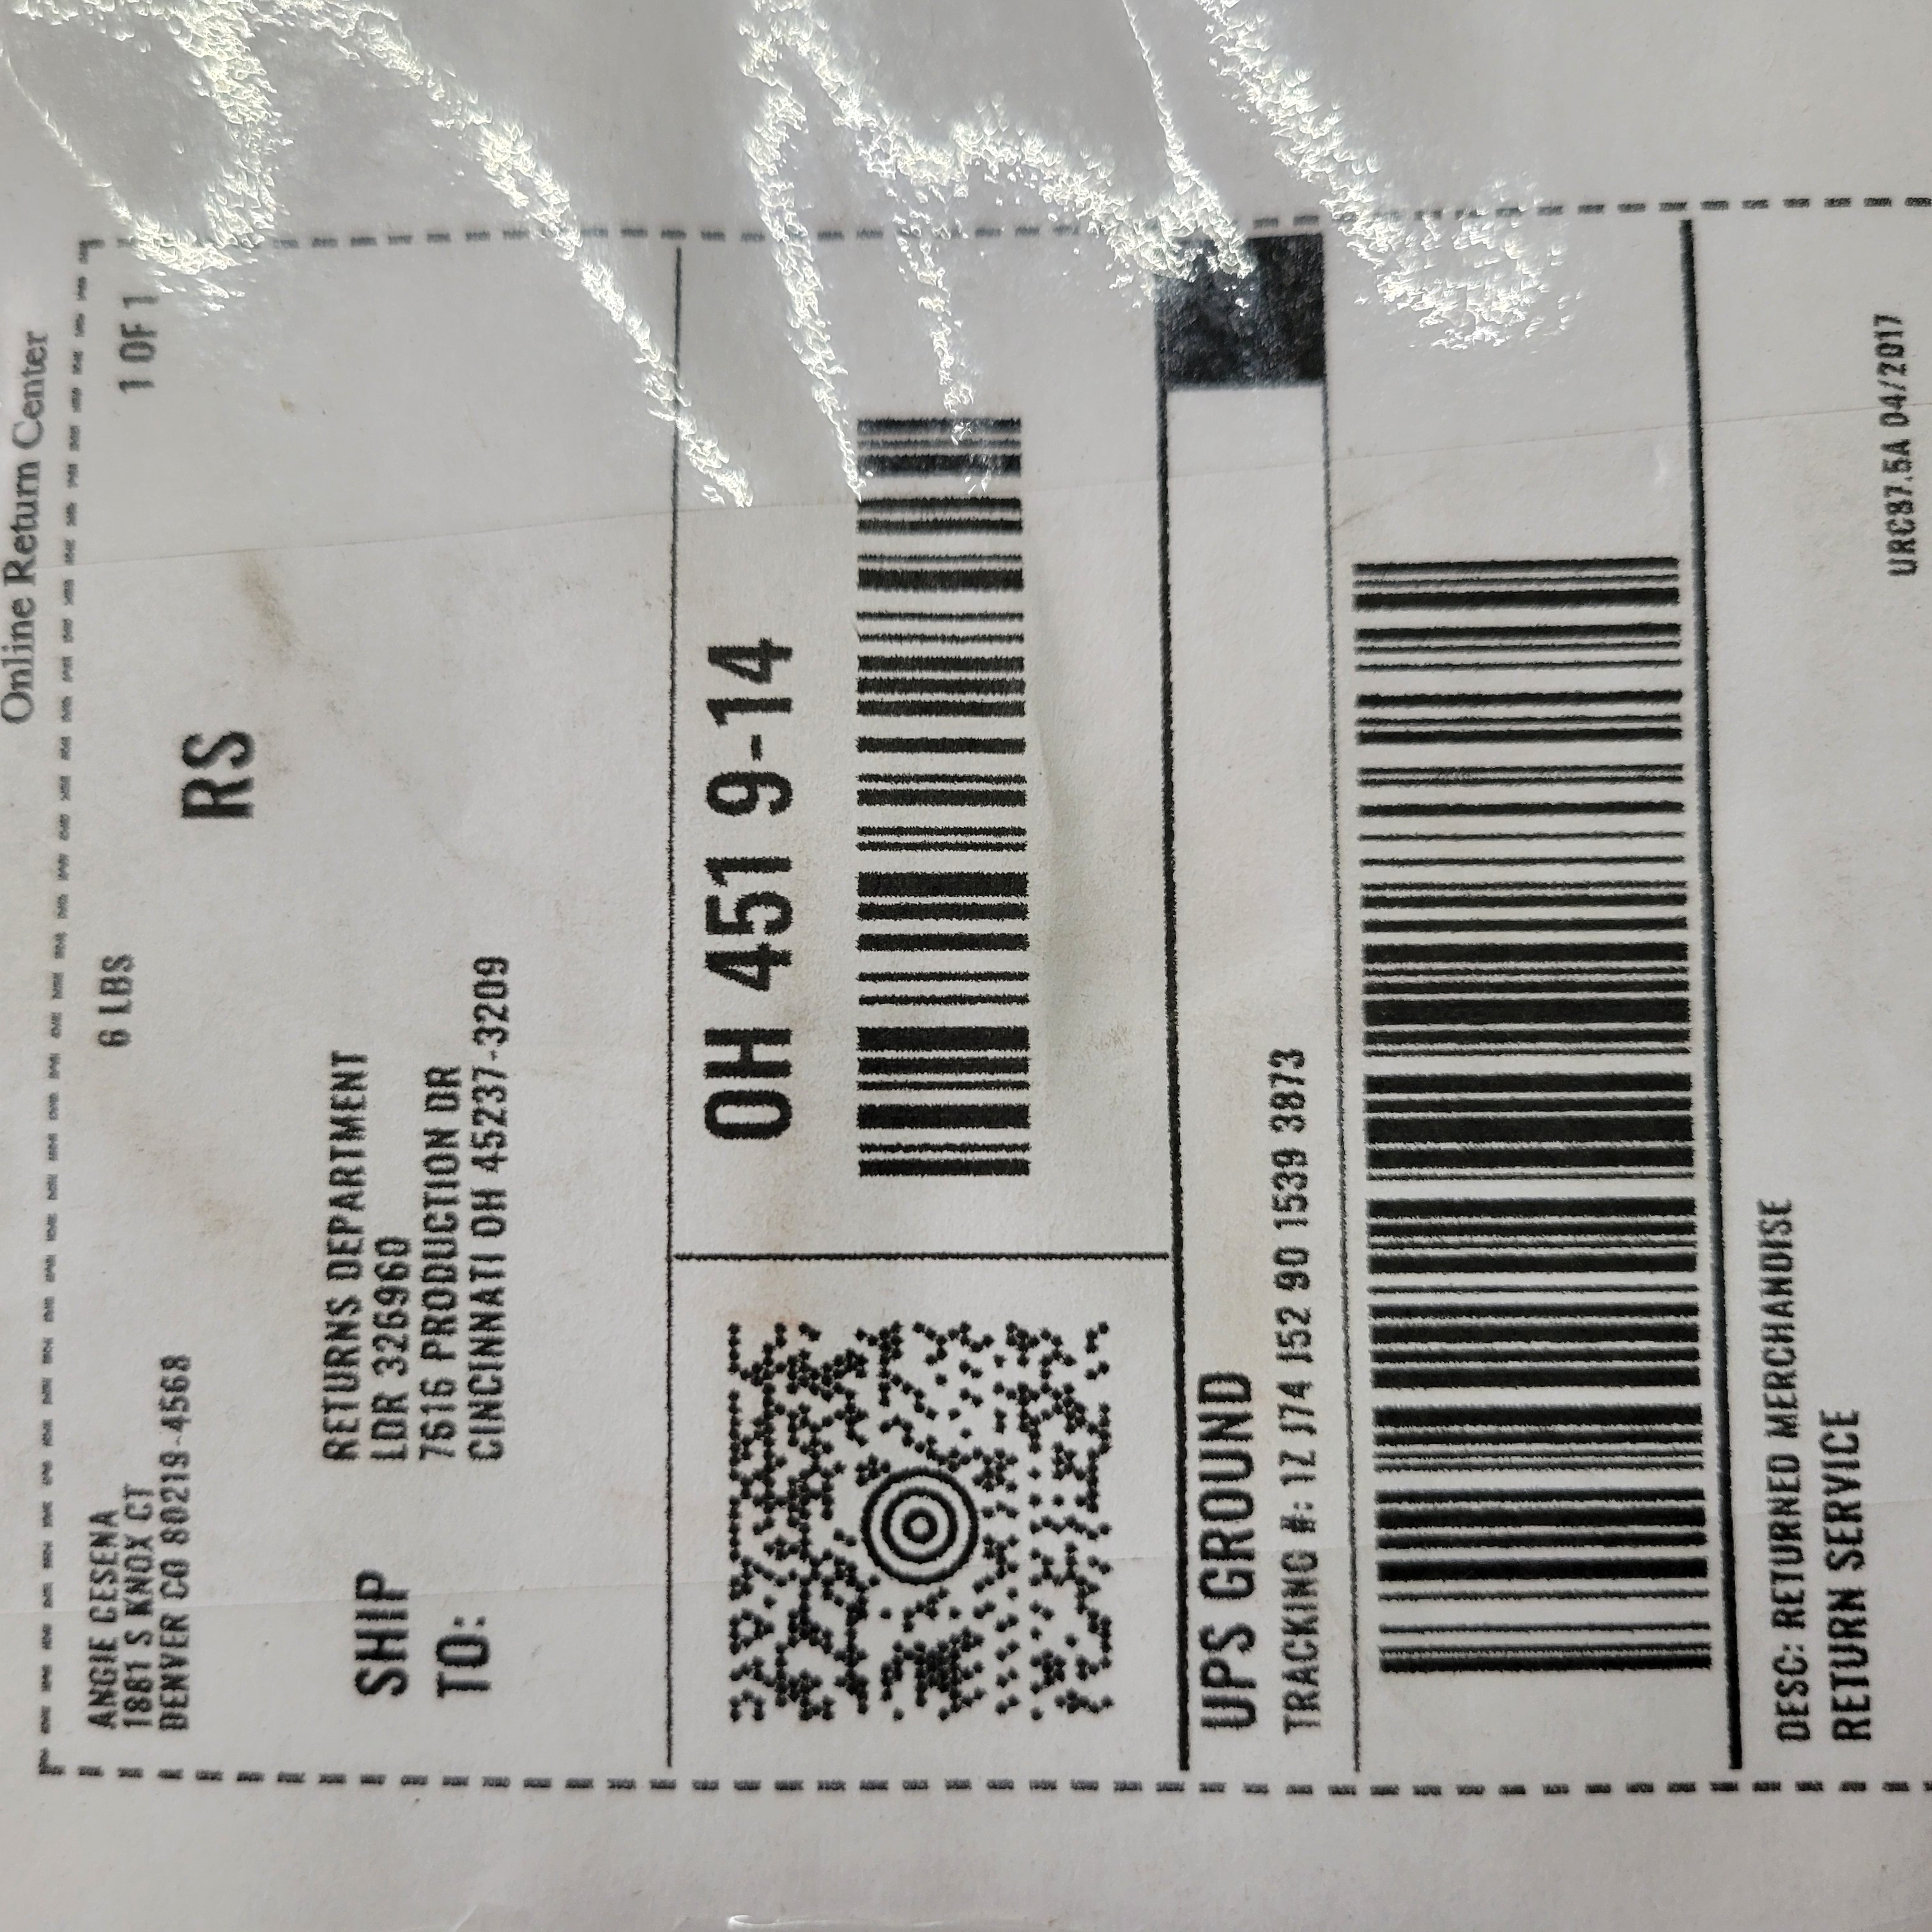 Online Return Center
ANGIE CESENA
1881 S KNOX CT
DENVER CO 80219-4568
6 LBS
1 OF 1
RS
SHIP
TO:
RETURNS DEPARTMENT
LDR 326960
7616 PRODUCTION DR
CINCINNATI OH 45237-3209
OH 451 9-14
UPS GROUND
TRACKING #: 1Z J74 152 90 1539 3873
DESC: RETURNED MERCHANDISE
RETURN SERVICE
URC87.5A 04/2017